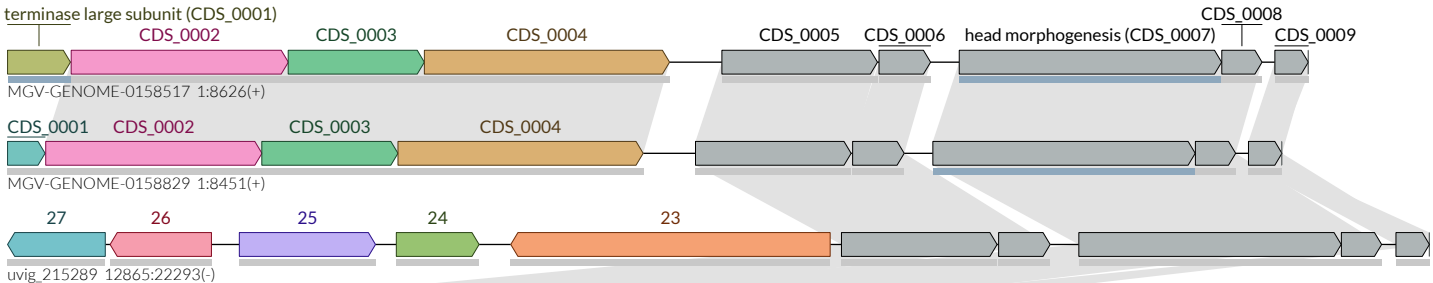 terminase large subunit (CDS_0001) CDS_0008
CDS_0002 CDS_0003 CDS_0004 CDS_0005 CDS_0006 head morphogenesis (CDS_0007) CDS_0009
MGV-GENOME-0158517 1:8626(+)
CDS_0001 CDS_0002 CDS_0003 CDS_0004
MGV-GENOME-0158829 1:8451(+)
27 26 25 24 23
uvig_215289 12865:22293(-)